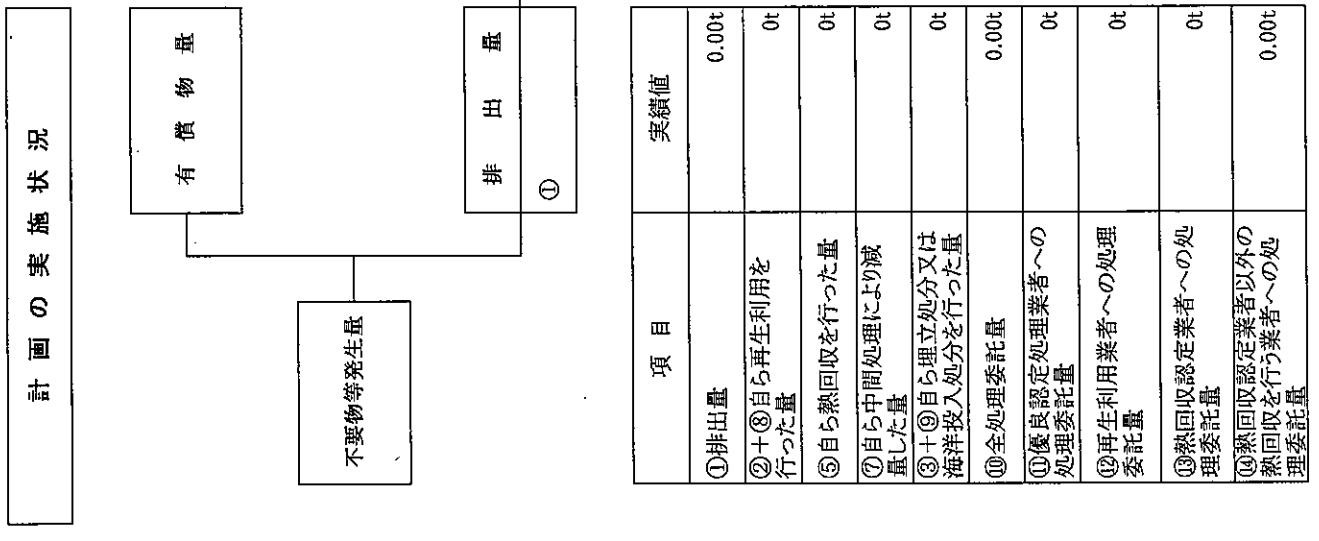 計画の実施状況
有償物量
不要物等発生量
排出量
①
項目
実績値
①排出量
0.00t
②+⑧自ら再生利用を
行った量
0t
⑤自ら熱回収を行った量
0t
⑦自ら中間処理により減
量した量
0t
③+⑨自ら埋立処分又は
海洋投入処分を行った量
0t
⑩全処理委託量
0.00t
⑪優良認定処理業者への
処理委託量
0t
⑫再生利用業者への処理
委託量
0t
⑬熱回収認定業者への処
理委託量
0t
⑭熱回収認定業者以外の
熱回収を行う業者への処
理委託量
0.00t